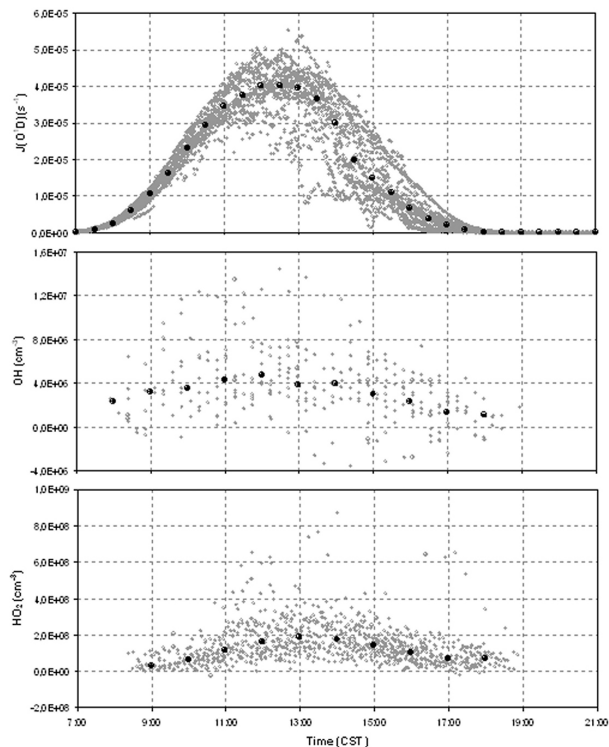 6,0E-05
5,0E-05
4,0E-05
3,0E-05
2,0E-05
1,0E-05
0,0E+00
J(O¹D)(s⁻¹)
1,6E+07
1,2E+07
8,0E+06
4,0E+06
0,0E+00
-4,0E+06
OH (cm⁻³)
1,0E+09
8,0E+08
6,0E+08
4,0E+08
2,0E+08
0,0E+00
-2,0E+08
HO₂ (cm⁻³)
7:00 9:00 11:00 13:00 15:00 17:00 19:00 21:00
Time (CST)